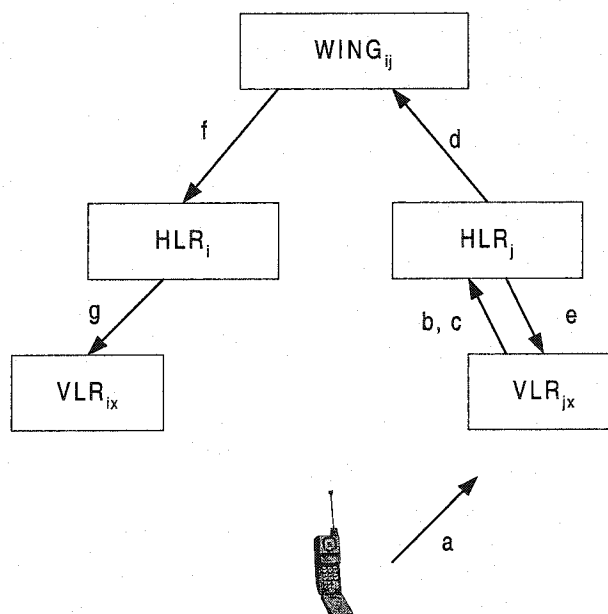 WING_ij
f
d
HLR_i
HLR_j
g
b, c
e
VLR_ix
VLR_jx
a